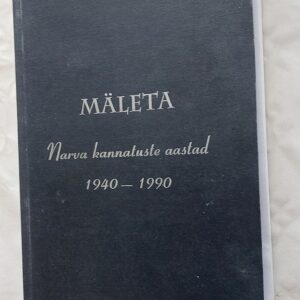 MÄLETA
Narva kannatuste aastad
1940 – 1990